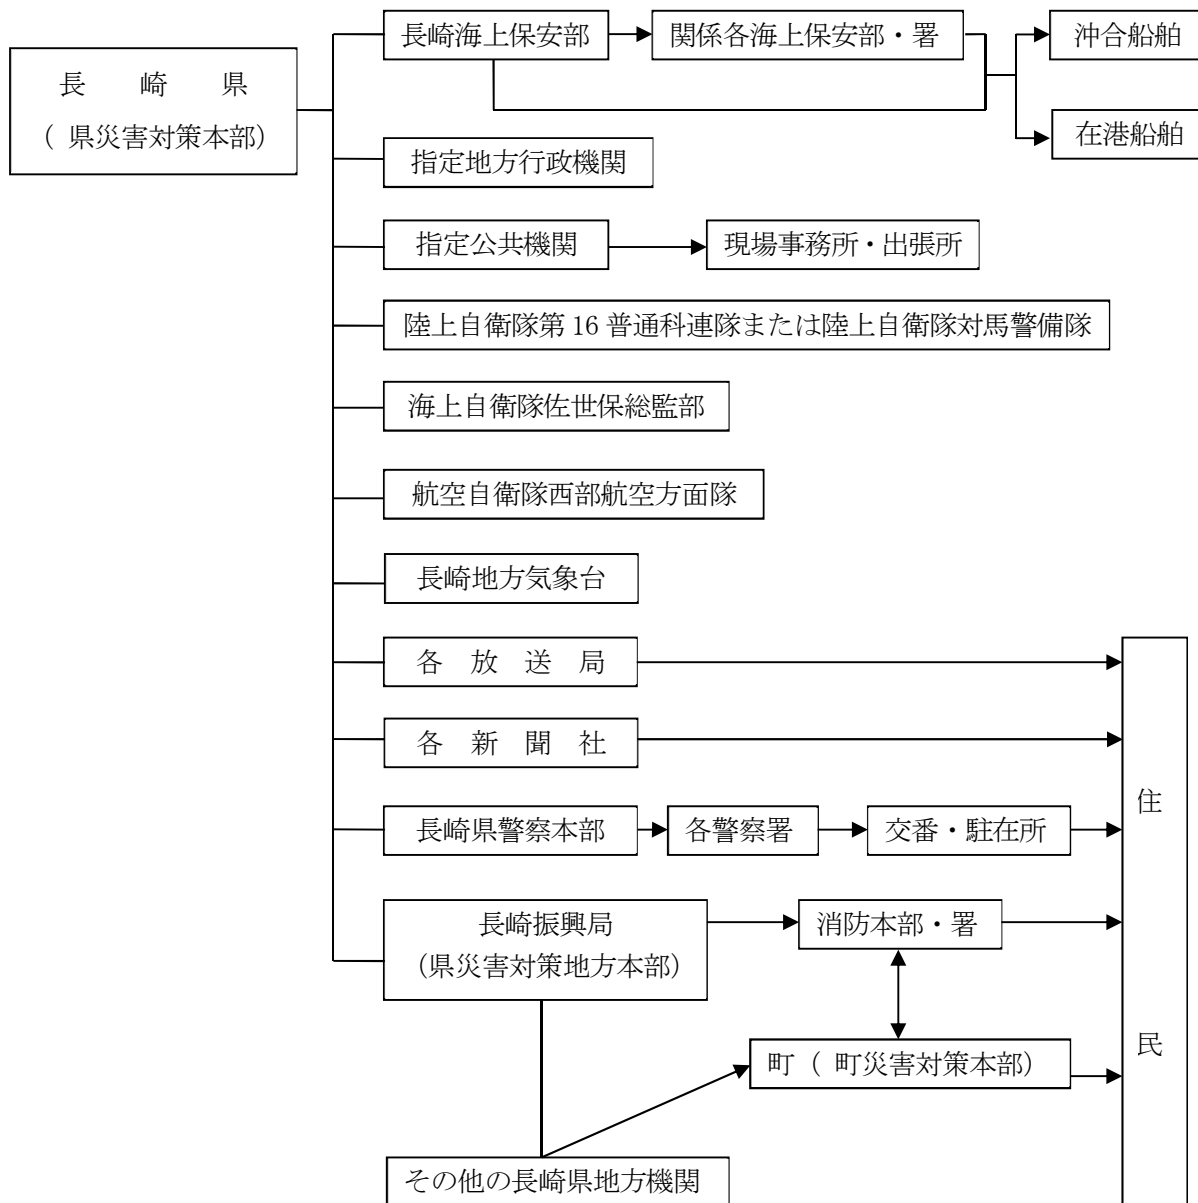 長崎県
（ 県災害対策本部）
長崎海上保安部
関係各海上保安部・署
沖合船舶
在港船舶
指定地方行政機関
指定公共機関
現場事務所・出張所
陸上自衛隊第 16 普通科連隊または陸上自衛隊対馬警備隊
海上自衛隊佐世保総監部
航空自衛隊西部航空方面隊
長崎地方気象台
各放送局
各新聞社
長崎県警察本部
各警察署
交番・駐在所
長崎振興局
（県災害対策地方本部）
消防本部・署
町（ 町災害対策本部）
その他の長崎県地方機関
住民